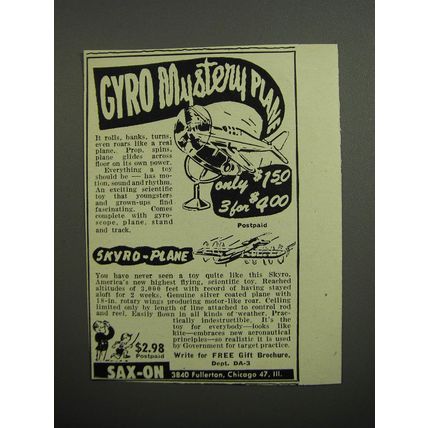 GYRO Mystery PLANE
It rolls, banks, turns,
even roars like a real
plane. Prop. spins,
plane glides across
floor on its own power.
Everything a toy
should be — has mo-
tion, sound and rhythm.
An exciting scientific
toy that youngsters
and grown-ups find
fascinating. Comes
complete with gyro-
scope, plane, stand
and track.
only $1.50
3 for $4.00
Postpaid
SKYRO-PLANE
You have never seen a toy quite like this Skyro.
America's new highest flying, scientific toy. Reached
altitudes of 3,000 feet with record of having stayed
aloft for 2 weeks. Genuine silver coated plane with
18-in. rotary wings producing motor-like roar. Ceiling
limited only by length of line attached to control rod
and reel. Easily flown in all kinds of weather. Prac-
tically indestructible. It's the
toy for everybody—looks like
kite—embraces new aeronautical
principles—so realistic it is used
by Government for target practice.
$2.98
Postpaid
Write for FREE Gift Brochure,
Dept. DA-3
SAX-ON
3840 Fullerton, Chicago 47, Ill.